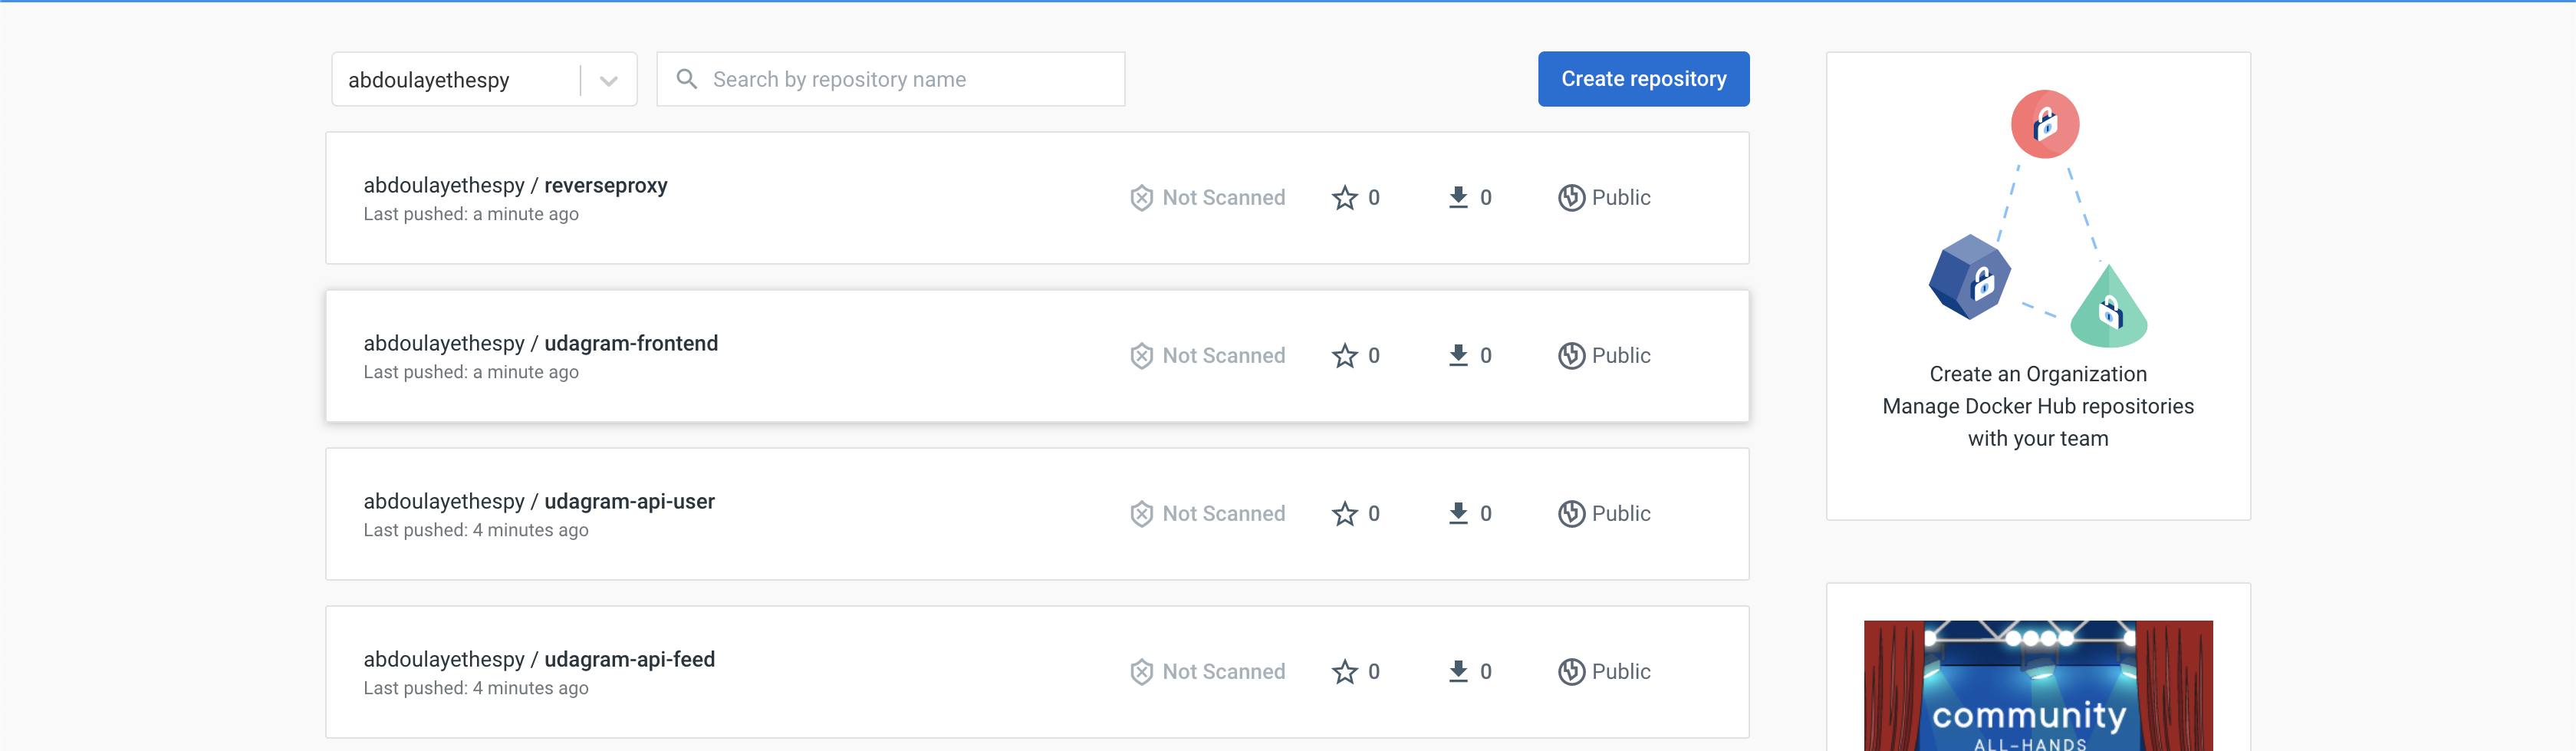 abdoulayethespy
Search by repository name
Create repository
abdoulayethespy / reverseproxy
Last pushed: a minute ago
Not Scanned
0
0
Public
abdoulayethespy / udagram-frontend
Last pushed: a minute ago
Not Scanned
0
0
Public
abdoulayethespy / udagram-api-user
Last pushed: 4 minutes ago
Not Scanned
0
0
Public
abdoulayethespy / udagram-api-feed
Last pushed: 4 minutes ago
Not Scanned
0
0
Public
Create an Organization
Manage Docker Hub repositories
with your team
community
ALL-HANDS